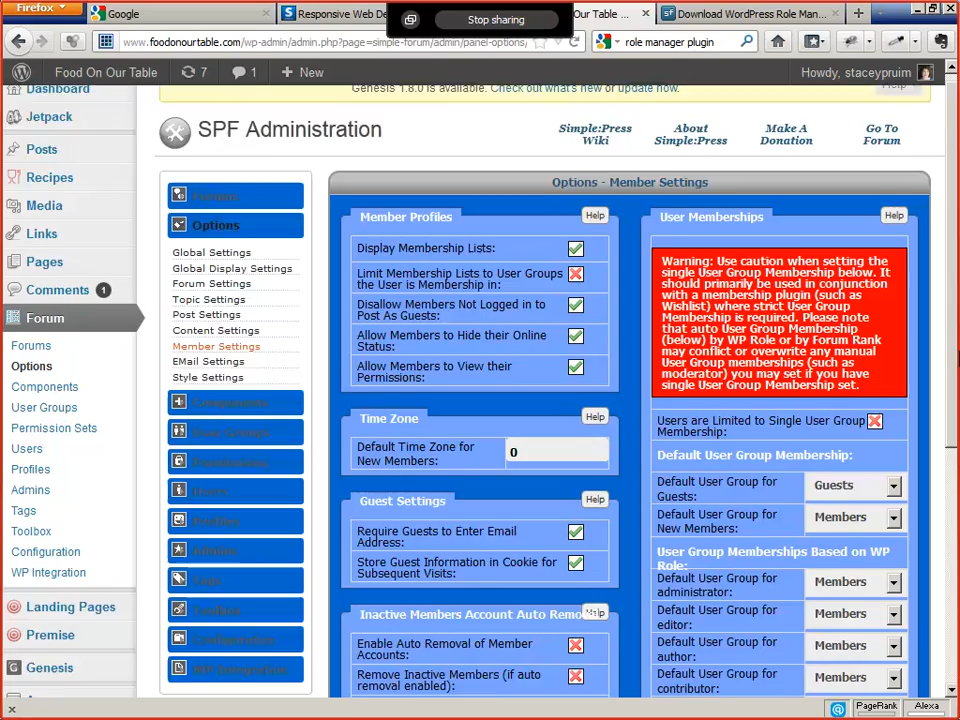 Firefox
Google
Responsive Web De
Our Table ...
Download WordPress Role Man...
Stop sharing
www.foodonourtable.com/wp-admin/admin.php?page=simple-forum/admin/panel-options,
role manager plugin
Food On Our Table
7
1
New
Howdy, staceypruim
Genesis 1.8.0 is available. Check out what's new or update now.
Help
Dashboard
Jetpack
Posts
Recipes
Media
Links
Pages
Comments 1
Forum
Forums
Options
Components
User Groups
Permission Sets
Users
Profiles
Admins
Tags
Toolbox
Configuration
WP Integration
Landing Pages
Premise
Genesis
SPF Administration
Simple:Press Wiki
About Simple:Press
Make A Donation
Go To Forum
Forums
Options
Global Settings
Global Display Settings
Forum Settings
Topic Settings
Post Settings
Content Settings
Member Settings
EMail Settings
Style Settings
Components
User Groups
Permissions
Users
Profiles
Admins
Tags
Toolbox
Configuration
WP Integration
Options - Member Settings
Member Profiles
Help
Display Membership Lists:
Limit Membership Lists to User Groups
the User is Membership in:
Disallow Members Not Logged in to
Post As Guests:
Allow Members to Hide their Online
Status:
Allow Members to View their
Permissions:
Time Zone
Help
Default Time Zone for
New Members:
0
Guest Settings
Help
Require Guests to Enter Email
Address:
Store Guest Information in Cookie for
Subsequent Visits:
Inactive Members Account Auto Remo
Help
Enable Auto Removal of Member
Accounts:
Remove Inactive Members (if auto
removal enabled):
User Memberships
Help
Warning: Use caution when setting the
single User Group Membership below. It
should primarily be used in conjunction
with a membership plugin (such as
Wishlist) where strict User Group
Membership is required. Please note
that auto User Group Membership
(below) by WP Role or by Forum Rank
may conflict or overwrite any manual
User Group memberships (such as
moderator) you may set if you have
single User Group Membership set.
Users are Limited to Single User Group
Membership:
Default User Group Membership:
Default User Group for
Guests:
Guests
Default User Group for
New Members:
Members
User Group Memberships Based on WP
Role:
Default User Group for
administrator:
Members
Default User Group for
editor:
Members
Default User Group for
author:
Members
Default User Group for
contributor:
Members
x
PageRank
Alexa